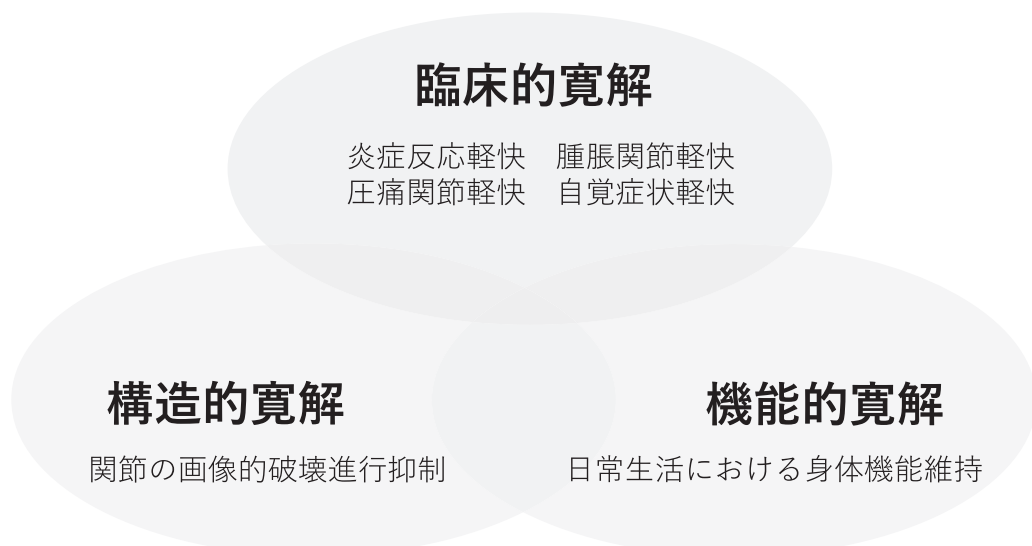 臨床的寛解
炎症反応軽快　腫脹関節軽快
圧痛関節軽快　自覚症状軽快
構造的寛解
関節の画像的破壊進行抑制
機能的寛解
日常生活における身体機能維持